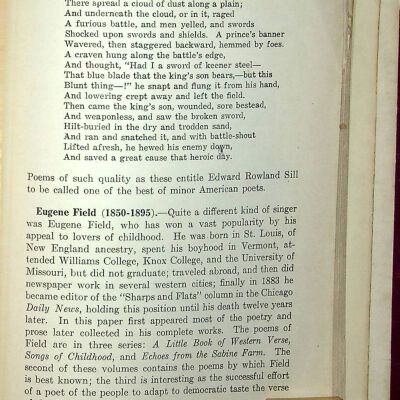 There spread a cloud of dust along a plain;
And underneath the cloud, or in it, raged
A furious battle, and men yelled, and swords
Shocked upon swords and shields. A prince's banner
Wavered, then staggered backward, hemmed by foes.
A craven hung along the battle's edge,
And thought, "Had I a sword of keener steel—
That blue blade that the king's son bears,—but this
Blunt thing—!" he snapt and flung it from his hand,
And lowering crept away and left the field.
Then came the king's son, wounded, sore bestead,
And weaponless, and saw the broken sword,
Hilt-buried in the dry and trodden sand,
And ran and snatched it, and with battle-shout
Lifted afresh, he hewed his enemy down,
And saved a great cause that heroic day.
Poems of such quality as these entitle Edward Rowland Sill
to be called one of the best of minor American poets.
Eugene Field (1850-1895).—Quite a different kind of singer
was Eugene Field, who has won a vast popularity by his
appeal to lovers of childhood. He was born in St. Louis, of
New England ancestry, spent his boyhood in Vermont, at-
tended Williams College, Knox College, and the University of
Missouri, but did not graduate; traveled abroad, and then did
newspaper work in several western cities; finally in 1883 he
became editor of the "Sharps and Flats" column in the Chicago
Daily News, holding this position until his death twelve years
later. In this paper first appeared most of the poetry and
prose later collected in his complete works. The poems of
Field are in three series: A Little Book of Western Verse,
Songs of Childhood, and Echoes from the Sabine Farm. The
second of these volumes contains the poems by which Field
is best known; the third is interesting as the successful effort
of a poet of the people to adapt to democratic taste the verse